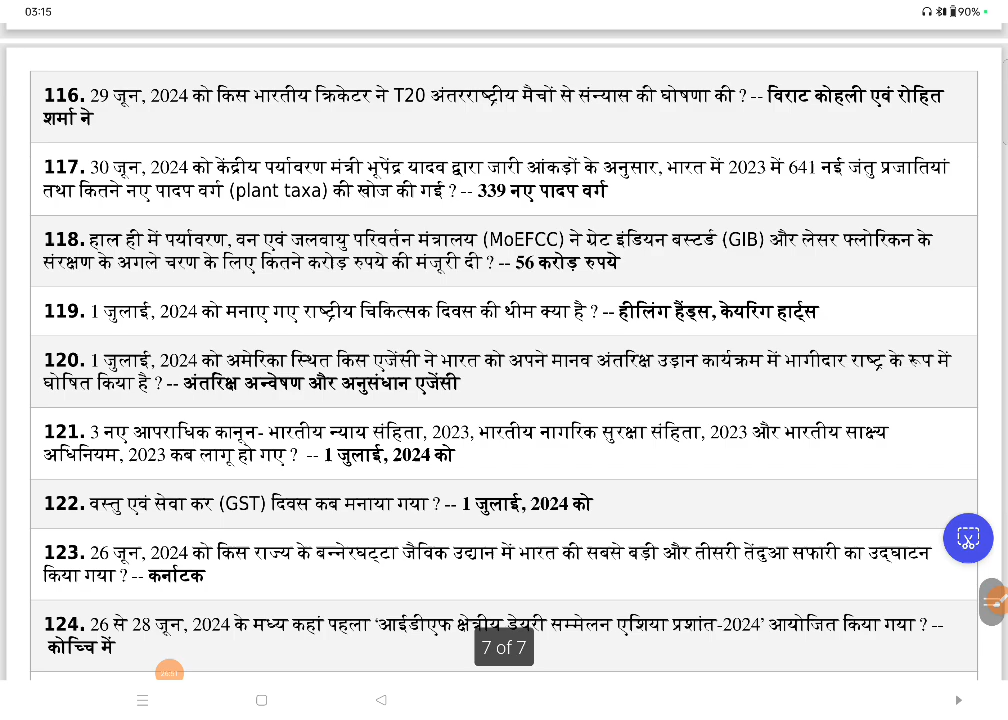 03:15
90%
116. 29 जून, 2024 को किस भारतीय क्रिकेटर ने T20 अंतरराष्ट्रीय मैचों से संन्यास की घोषणा की ? -- विराट कोहली एवं रोहित
शर्मा ने
117. 30 जून, 2024 को केंद्रीय पर्यावरण मंत्री भूपेंद्र यादव द्वारा जारी आंकड़ों के अनुसार, भारत में 2023 में 641 नई जंतु प्रजातियां
तथा कितने नए पादप वर्ग (plant taxa) की खोज की गई ? -- 339 नए पादप वर्ग
118. हाल ही में पर्यावरण, वन एवं जलवायु परिवर्तन मंत्रालय (MoEFCC) ने ग्रेट इंडियन बस्टर्ड (GIB) और लेसर फ्लोरिकन के
संरक्षण के अगले चरण के लिए कितने करोड़ रुपये की मंजूरी दी ? -- 56 करोड़ रुपये
119. 1 जुलाई, 2024 को मनाए गए राष्ट्रीय चिकित्सक दिवस की थीम क्या है ? -- हीलिंग हैंड्स, केयरिंग हार्ट्स
120. 1 जुलाई, 2024 को अमेरिका स्थित किस एजेंसी ने भारत को अपने मानव अंतरिक्ष उड़ान कार्यक्रम में भागीदार राष्ट्र के रूप में
घोषित किया है ? -- अंतरिक्ष अन्वेषण और अनुसंधान एजेंसी
121. 3 नए आपराधिक कानून- भारतीय न्याय संहिता, 2023, भारतीय नागरिक सुरक्षा संहिता, 2023 और भारतीय साक्ष्य
अधिनियम, 2023 कब लागू हो गए ? -- 1 जुलाई, 2024 को
122. वस्तु एवं सेवा कर (GST) दिवस कब मनाया गया ? -- 1 जुलाई, 2024 को
123. 26 जून, 2024 को किस राज्य के बन्नेरघट्टा जैविक उद्यान में भारत की सबसे बड़ी और तीसरी तेंदुआ सफारी का उद्घाटन
किया गया ? -- कर्नाटक
124. 26 से 28 जून, 2024 के मध्य कहां पहला ‘आईडीएफ क्षेत्रीय डेयरी सम्मेलन एशिया प्रशांत-2024’ आयोजित किया गया ? --
कोच्चि में
7 of 7